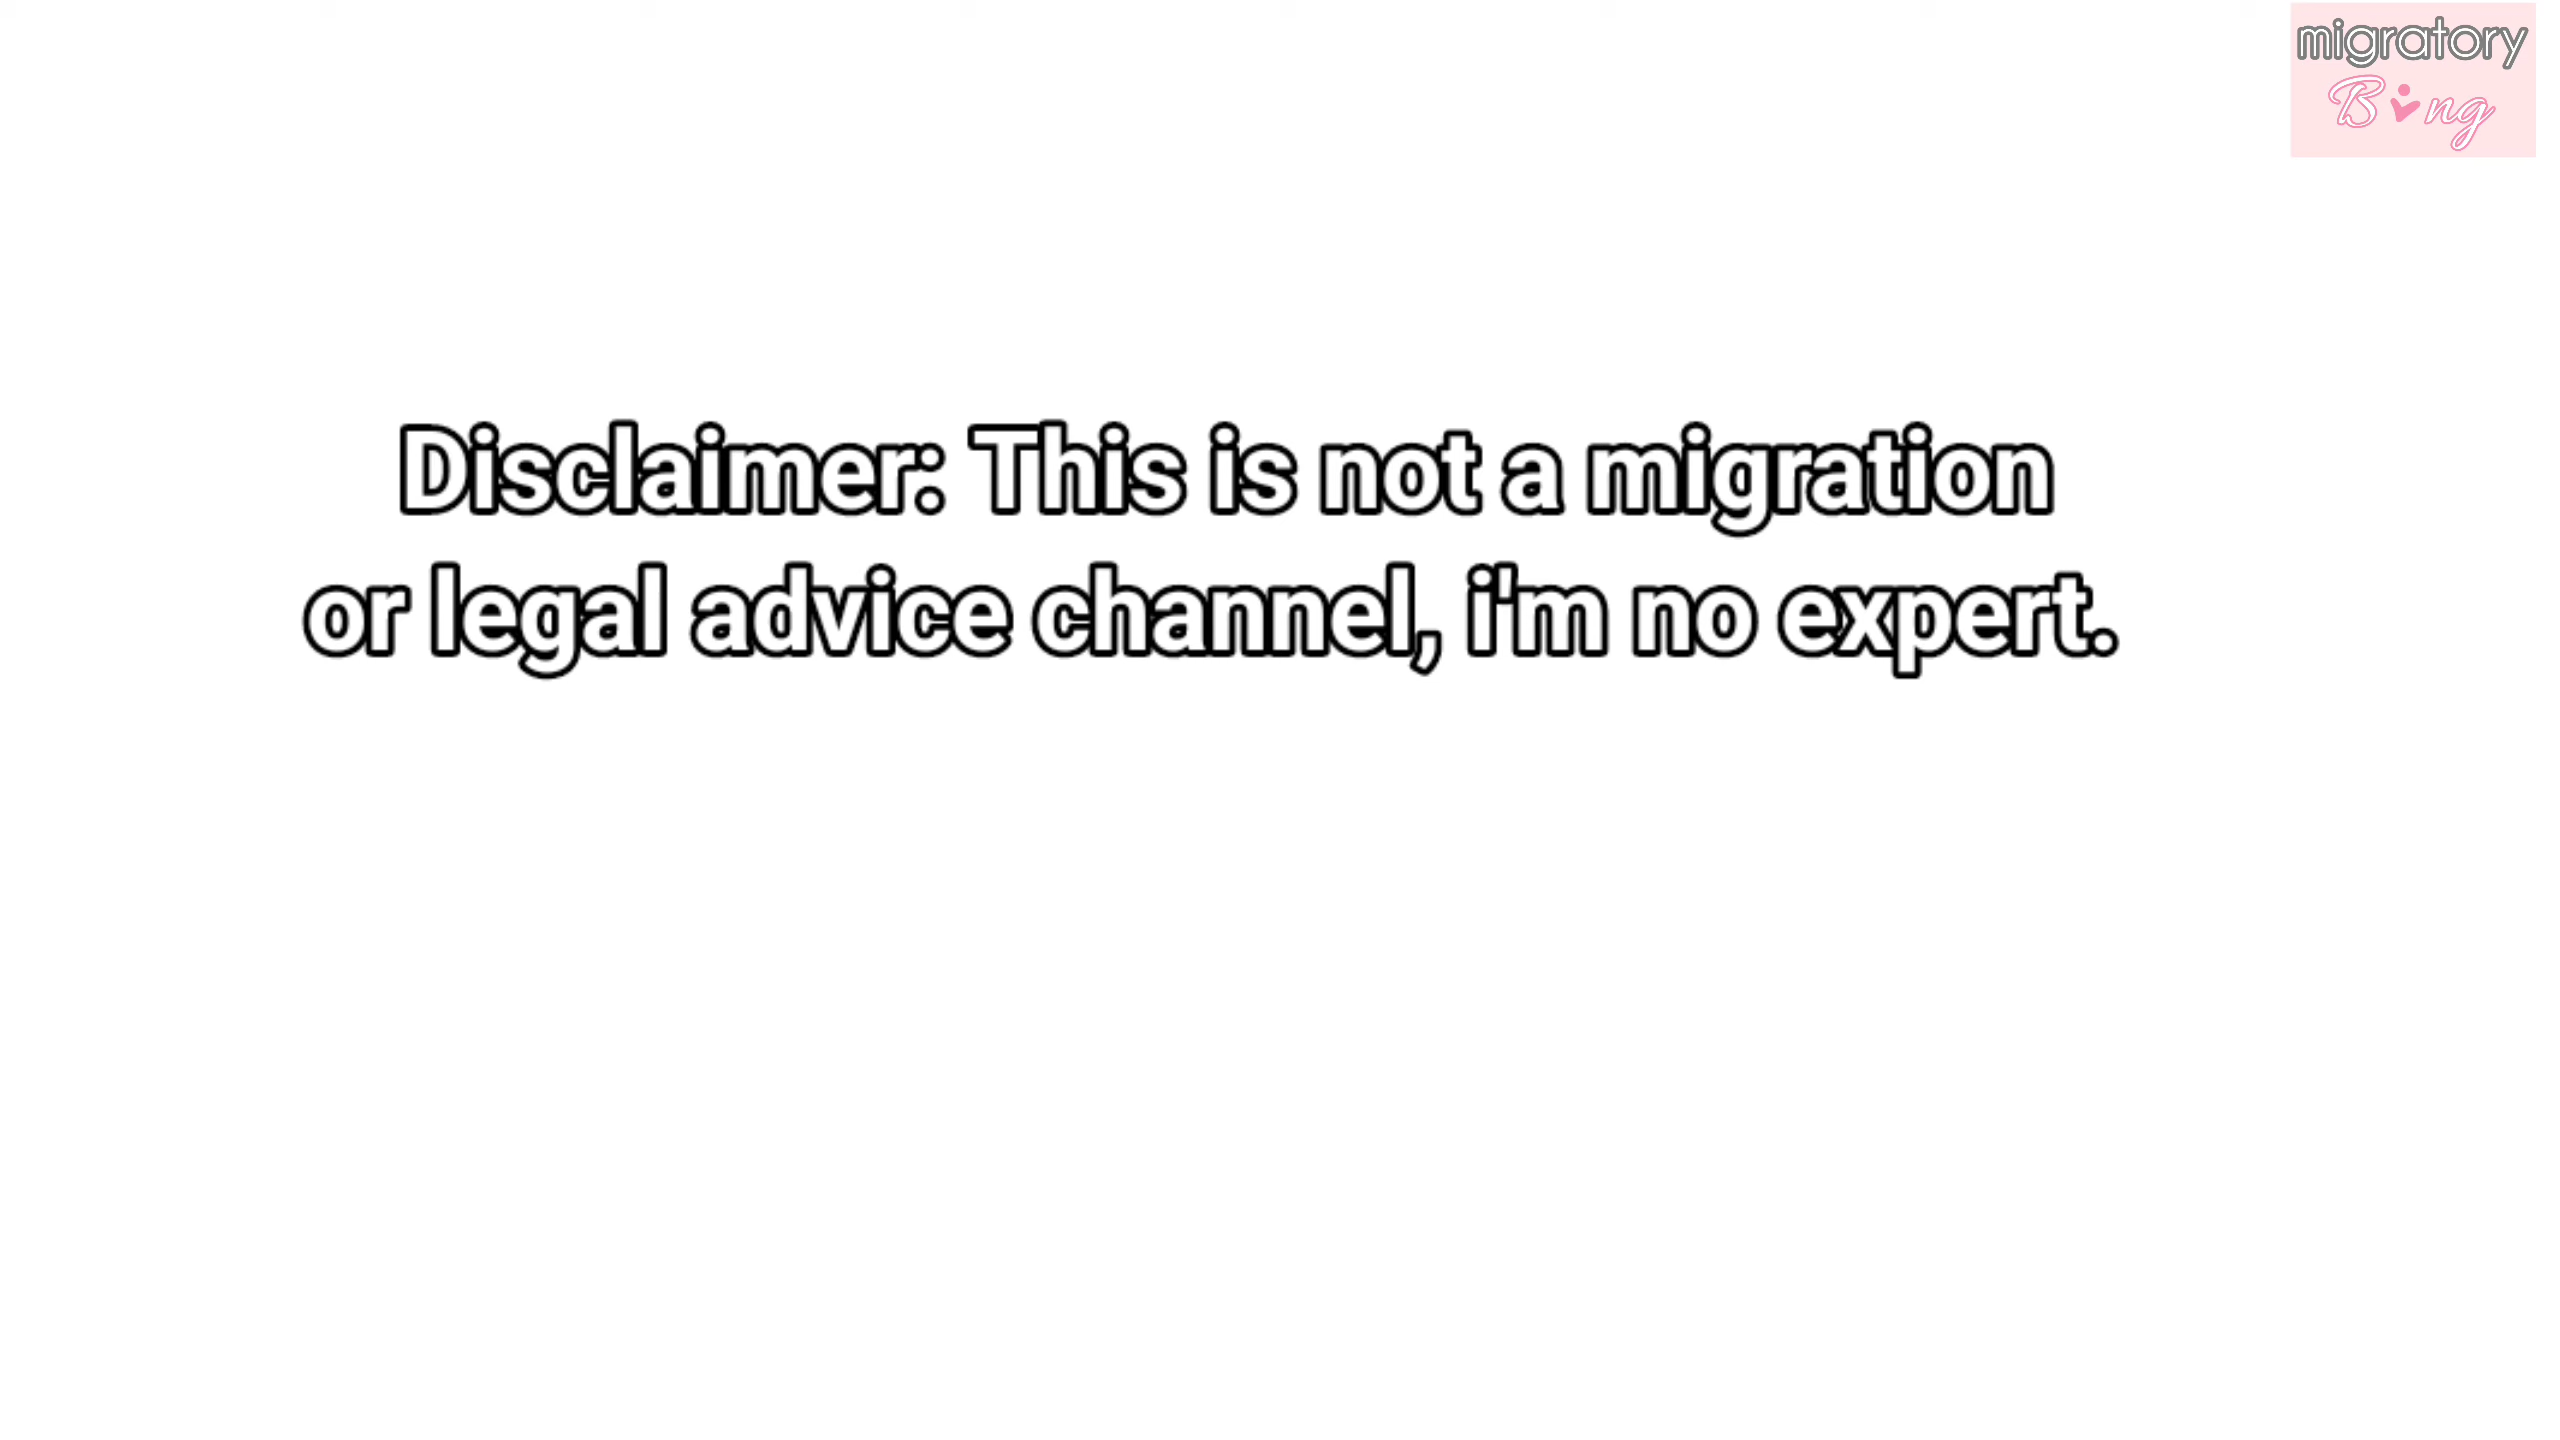 migratory
Bing
Disclaimer: This is not a migration
or legal advice channel, i'm no expert.